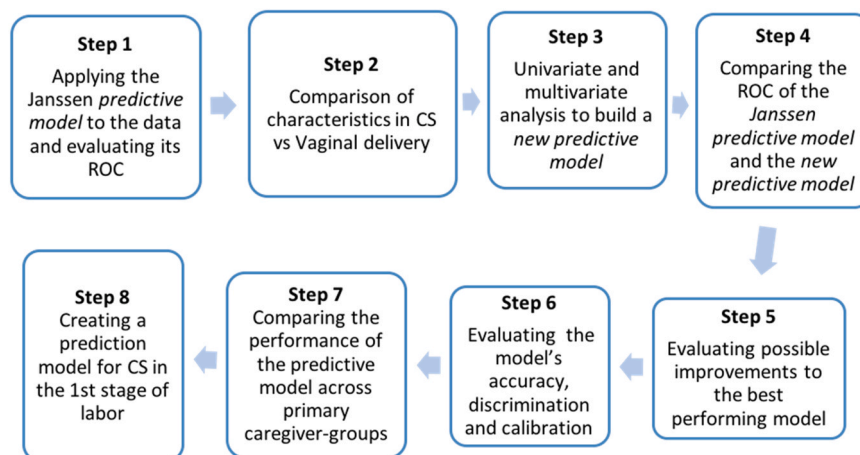 Step 1
Applying the
Janssen predictive
model to the data
and evaluating its
ROC
Step 2
Comparison of
characteristics in CS
vs Vaginal delivery
Step 3
Univariate and
multivariate
analysis to build a
new predictive
model
Step 4
Comparing the
ROC of the
Janssen
predictive model
and the new
predictive model
Step 5
Evaluating possible
improvements to
the best
performing model
Step 6
Evaluating the
model's
accuracy,
discrimination
and calibration
Step 7
Comparing the
performance of
the predictive
model across
primary
caregiver-groups
Step 8
Creating a
prediction
model for CS in
the 1st stage of
labor